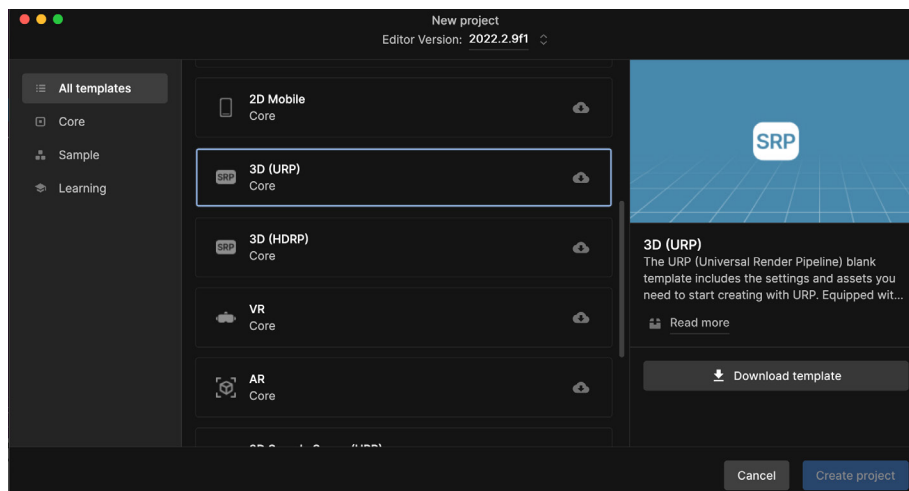 New project
Editor Version: 2022.2.9f1
All templates
Core
Sample
Learning
2D Mobile
Core
SRP
3D (URP)
Core
SRP
3D (HDRP)
Core
VR
Core
AR
Core
SRP
3D (URP)
The URP (Universal Render Pipeline) blank
template includes the settings and assets you
need to start creating with URP. Equipped wit...
Read more
Download template
Cancel
Create project